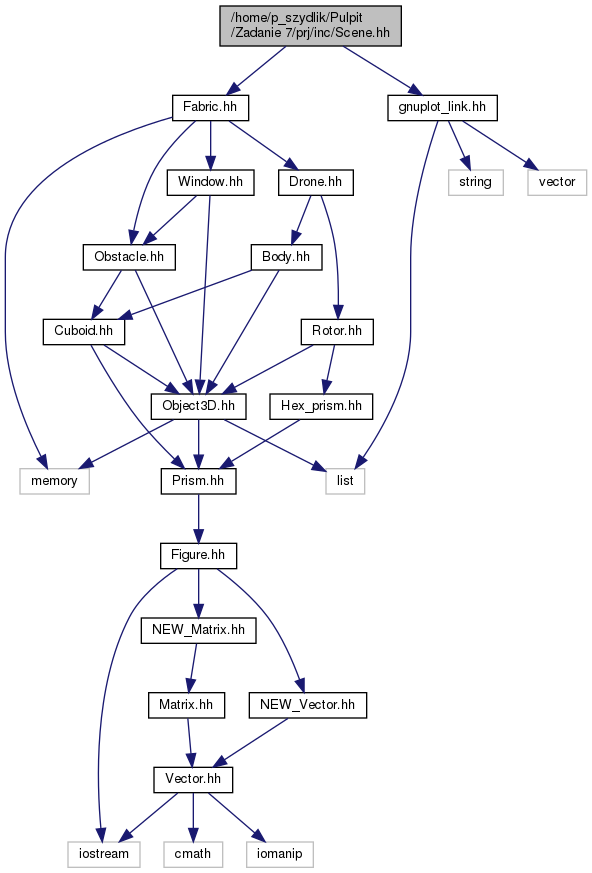 /home/p_szydlik/Pulpit
/Zadanie 7/prj/inc/Scene.hh
Fabric.hh
gnuplot_link.hh
Window.hh
Drone.hh
string
vector
Obstacle.hh
Body.hh
Cuboid.hh
Rotor.hh
Object3D.hh
Hex_prism.hh
memory
Prism.hh
list
Figure.hh
NEW_Matrix.hh
Matrix.hh
NEW_Vector.hh
Vector.hh
iostream
cmath
iomanip